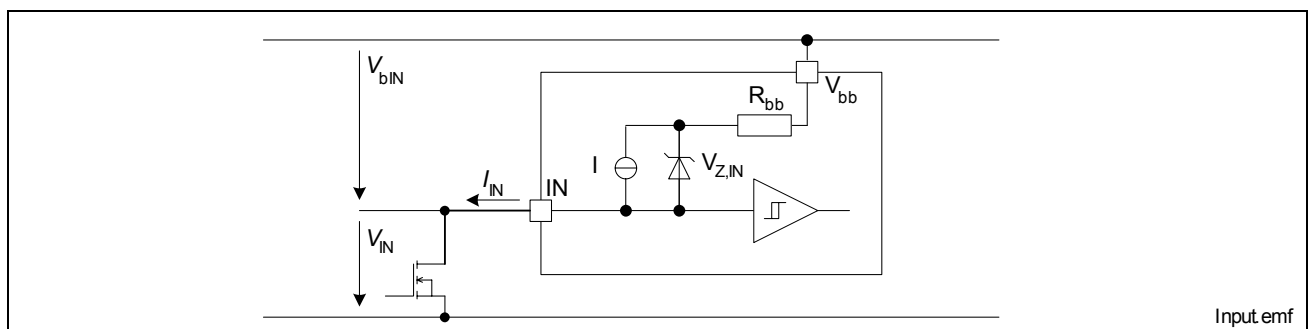 V_bIN
V_bb
R_bb
I
V_Z,IN
I_IN
IN
V_IN
Input.emf